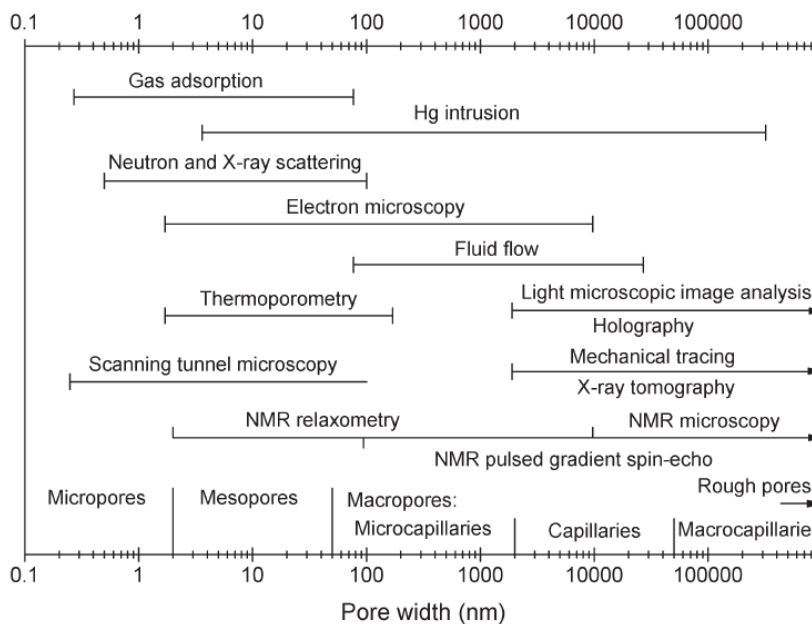 0.1 1 10 100 1000 10000 100000
Gas adsorption
Hg intrusion
Neutron and X-ray scattering
Electron microscopy
Fluid flow
Thermoporometry
Light microscopic image analysis
Holography
Scanning tunnel microscopy
Mechanical tracing
X-ray tomography
NMR relaxometry
NMR microscopy
NMR pulsed gradient spin-echo
Rough pores
Micropores
Mesopores
Macropores:
Microcapillaries
Capillaries
Macrocapillarie
0.1 1 10 100 1000 10000 100000
Pore width (nm)